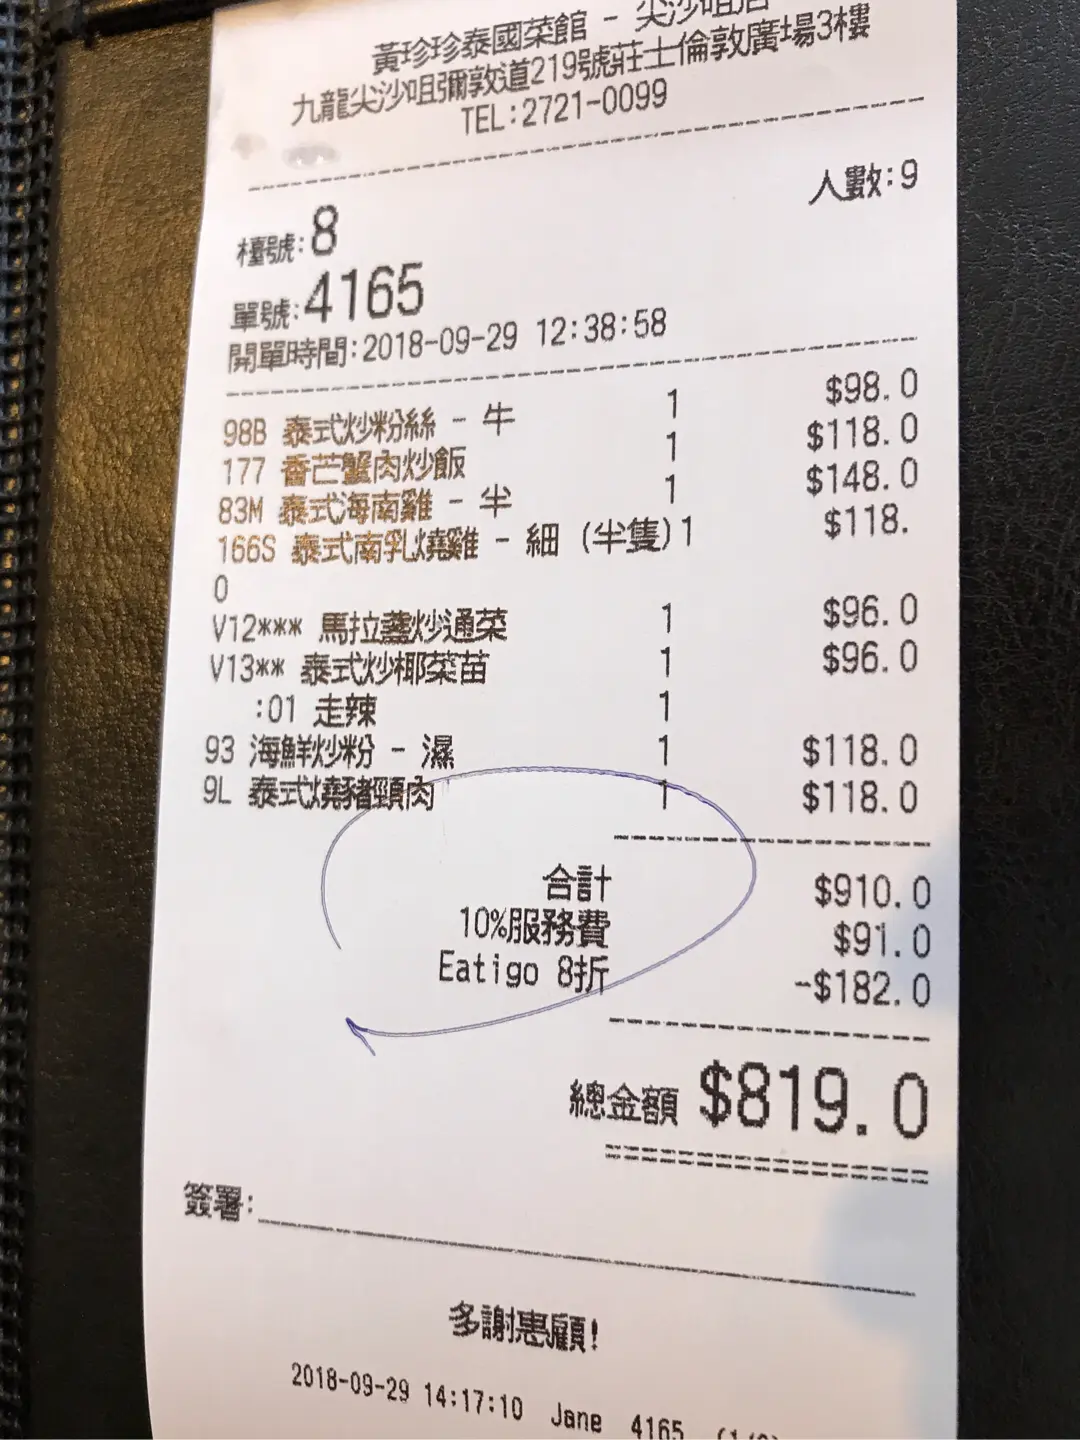 黃珍珍泰國菜館 - 尖沙咀店
九龍尖沙咀彌敦道219號莊士倫敦廣場3樓
TEL:2721-0099
人數:9
檯號:8
單號:4165
開單時間:2018-09-29 12:38:58
98B 泰式炒粉絲 - 牛 1 $98.0
177 香芒蟹肉炒飯 1 $118.0
83M 泰式海南雞 - 半 1 $148.0
166S 泰式南乳燒雞 - 細 (半隻)1 $118.
0
V12*** 馬拉盞炒通菜 1 $96.0
V13** 泰式炒椰菜苗 1 $96.0
:01 走辣 1
93 海鮮炒粉 - 濕 1 $118.0
9L 泰式燒豬頸肉 1 $118.0
合計 $910.0
10%服務費 $91.0
Eatigo 8折 -$182.0
總金額 $819.0
簽署:
多謝惠顧!
2018-09-29 14:17:10 Jane 4165